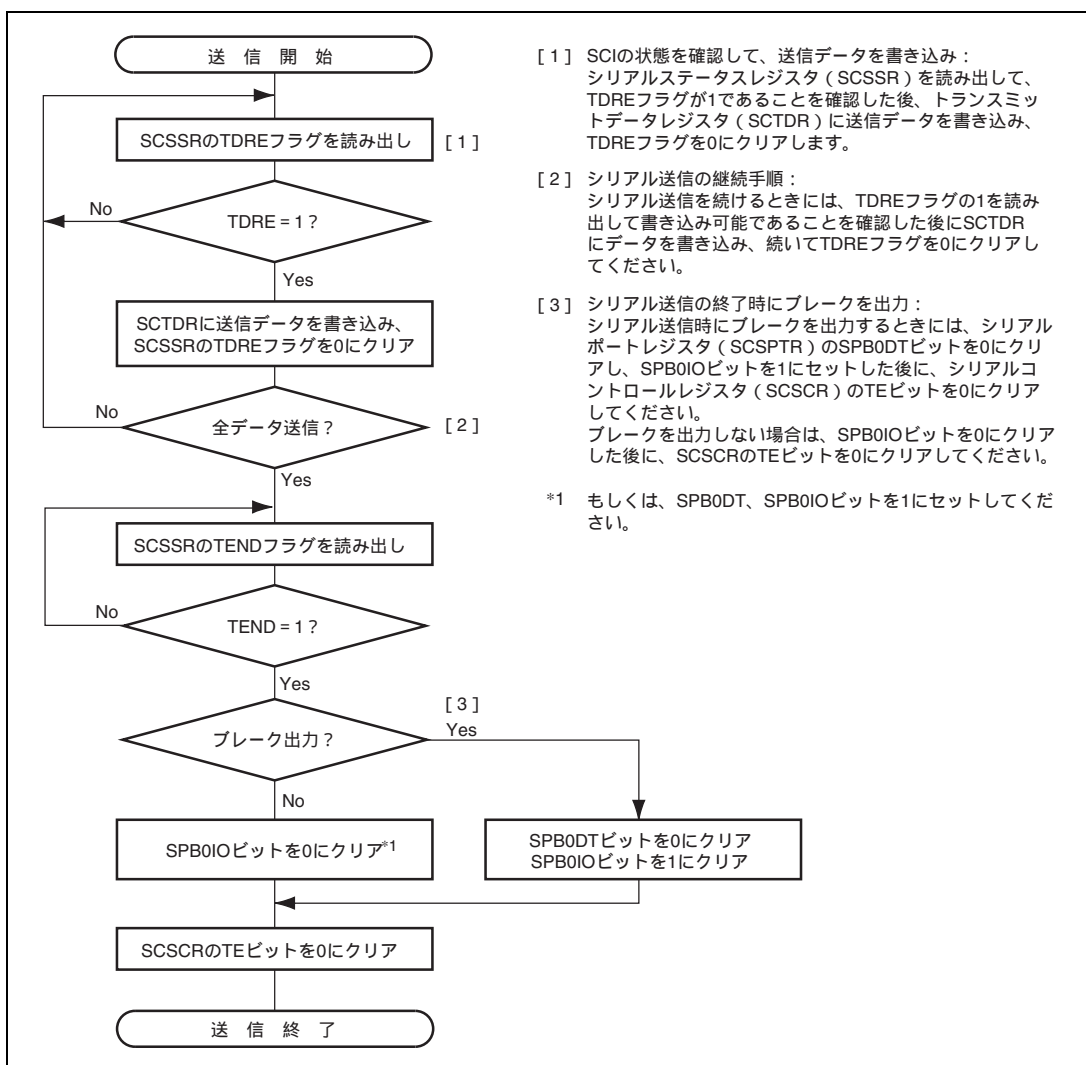 送 信 開 始
SCSSRのTDREフラグを読み出し
[ 1 ]
No
TDRE = 1 ?
Yes
SCTDRに送信データを書き込み、
SCSSRのTDREフラグを0にクリア
No
全データ送信？
[ 2 ]
Yes
SCSSRのTENDフラグを読み出し
No
TEND = 1 ?
Yes
[ 3 ]
ブレーク出力？
Yes
No
SPB0IOビットを0にクリア*1
SPB0DTビットを0にクリア
SPB0IOビットを1にクリア
SCSCRのTEビットを0にクリア
送 信 終 了
[ 1 ] SCIの状態を確認して、送信データを書き込み：
シリアルステータスレジスタ（SCSSR）を読み出して、
TDREフラグが1であることを確認した後、トランスミッ
トデータレジスタ（SCTDR）に送信データを書き込み、
TDREフラグを0にクリアします。
[ 2 ] シリアル送信の継続手順：
シリアル送信を続けるときには、TDREフラグの1を読み
出して書き込み可能であることを確認した後にSCTDR
にデータを書き込み、続いてTDREフラグを0にクリアし
てください。
[ 3 ] シリアル送信の終了時にブレークを出力：
シリアル送信時にブレークを出力するときには、シリアル
ポートレジスタ（SCSPTR）のSPB0DTビットを0にクリ
アし、SPB0IOビットを1にセットした後に、シリアルコ
ントロールレジスタ（SCSCR）のTEビットを0にクリア
してください。
ブレークを出力しない場合は、SPB0IOビットを0にクリア
した後に、SCSCRのTEビットを0にクリアしてください。
*1 もしくは、SPB0DT、SPB0IOビットを1にセットしてくだ
さい。